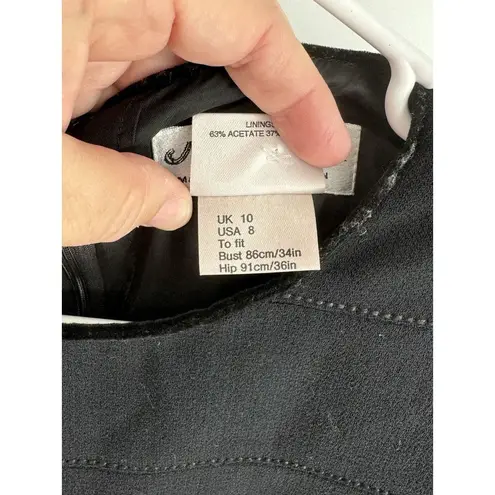 LINING:
63% ACETATE 37%
UK 10
USA 8
To fit
Bust 86cm/34in
Hip 91cm/36in